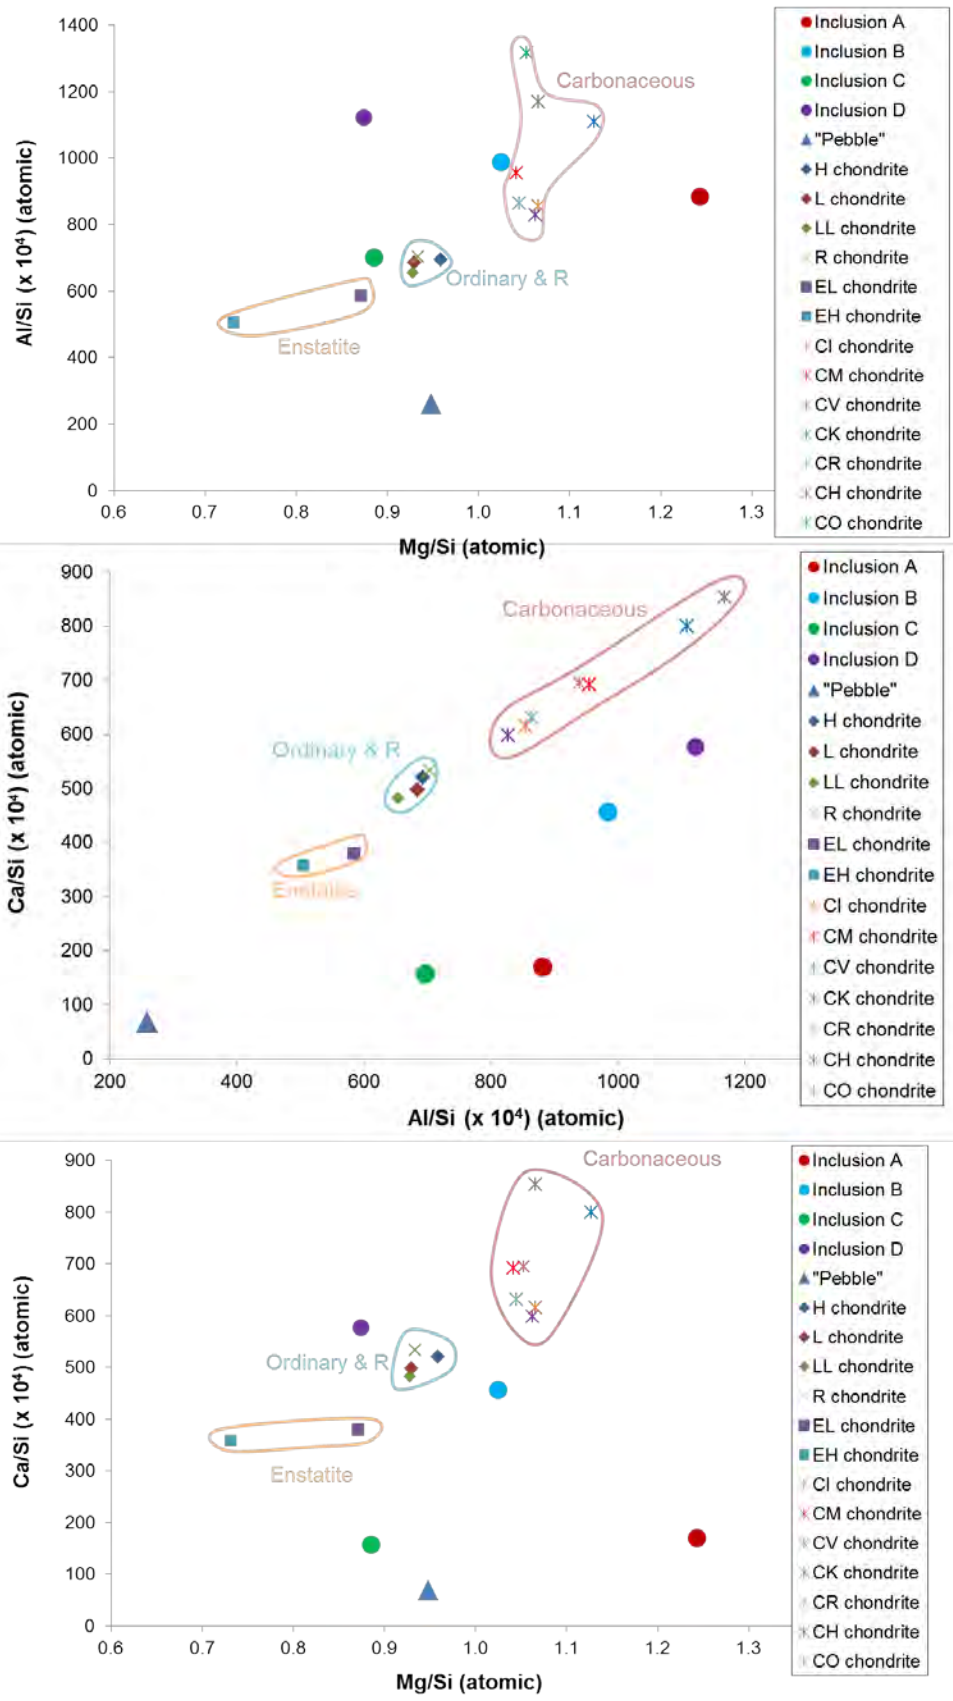 1400
1200
1000
800
600
400
200
0
Al/Si (x 10⁴) (atomic)
0.6 0.7 0.8 0.9 1.0 1.1 1.2 1.3
Mg/Si (atomic)
Carbonaceous
Ordinary & R
Enstatite
Inclusion A
Inclusion B
Inclusion C
Inclusion D
"Pebble"
H chondrite
L chondrite
LL chondrite
R chondrite
EL chondrite
EH chondrite
CI chondrite
CM chondrite
CV chondrite
CK chondrite
CR chondrite
CH chondrite
CO chondrite
900
800
700
600
500
400
300
200
100
0
Ca/Si (x 10⁴) (atomic)
200 400 600 800 1000 1200
Al/Si (x 10⁴) (atomic)
Carbonaceous
Ordinary & R
Enstatite
Inclusion A
Inclusion B
Inclusion C
Inclusion D
"Pebble"
H chondrite
L chondrite
LL chondrite
R chondrite
EL chondrite
EH chondrite
CI chondrite
CM chondrite
CV chondrite
CK chondrite
CR chondrite
CH chondrite
CO chondrite
900
800
700
600
500
400
300
200
100
0
Ca/Si (x 10⁴) (atomic)
0.6 0.7 0.8 0.9 1.0 1.1 1.2 1.3
Mg/Si (atomic)
Carbonaceous
Ordinary & R
Enstatite
Inclusion A
Inclusion B
Inclusion C
Inclusion D
"Pebble"
H chondrite
L chondrite
LL chondrite
R chondrite
EL chondrite
EH chondrite
CI chondrite
CM chondrite
CV chondrite
CK chondrite
CR chondrite
CH chondrite
CO chondrite